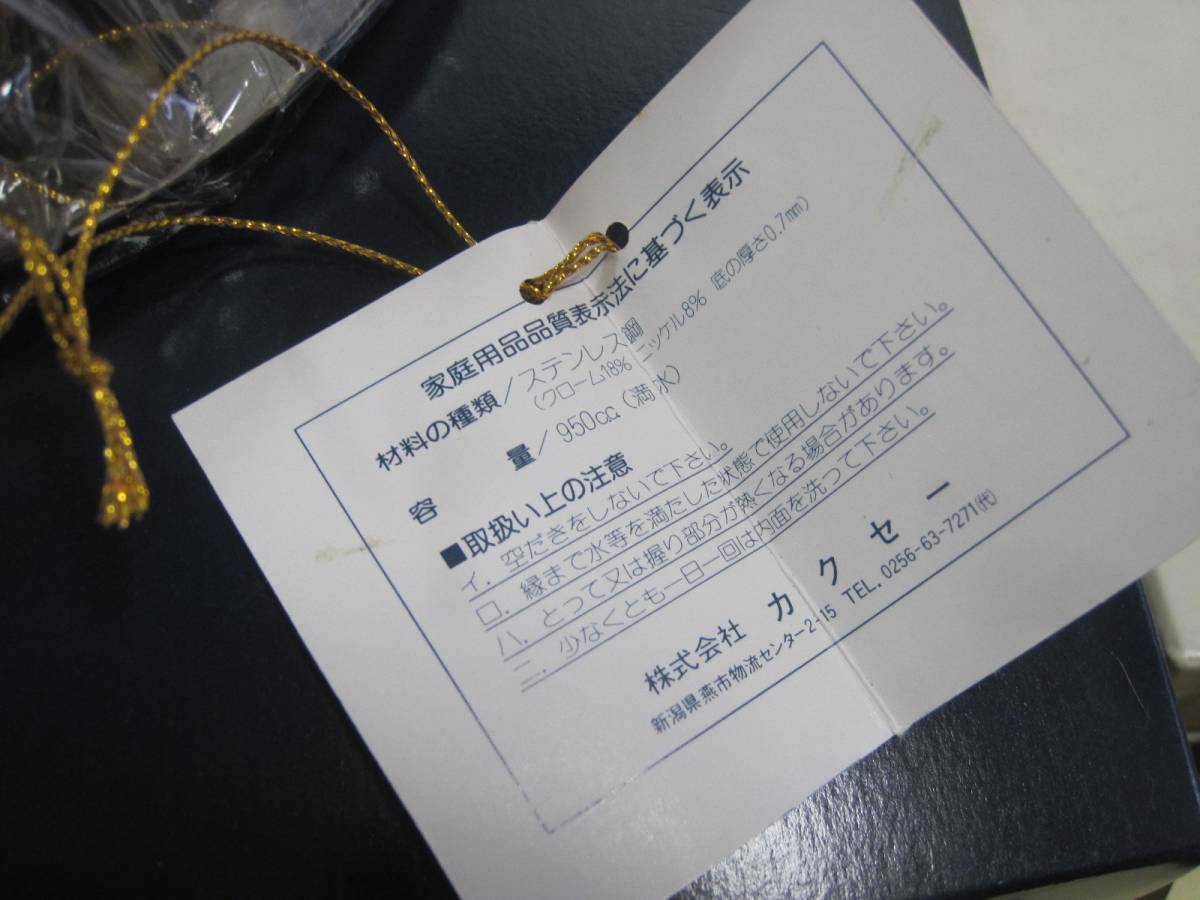 家庭用品品質表示法に基づく表示
材料の種類/ステンレス鋼
(クローム18% ニッケル8% 底の厚さ0.7㎜)
容 量/950㏄(満水)
■取扱い上の注意
イ. 空だきをしないで下さい。
ロ. 縁まで水等を満たした状態で使用しないで下さい。
ハ. とって又は握り部分が熱くなる場合があります。
ニ. 少なくとも一日一回は内面を洗って下さい。
株式会社 カクセー
新潟県燕市物流センター2-15 TEL. 0256-63-7271(代)